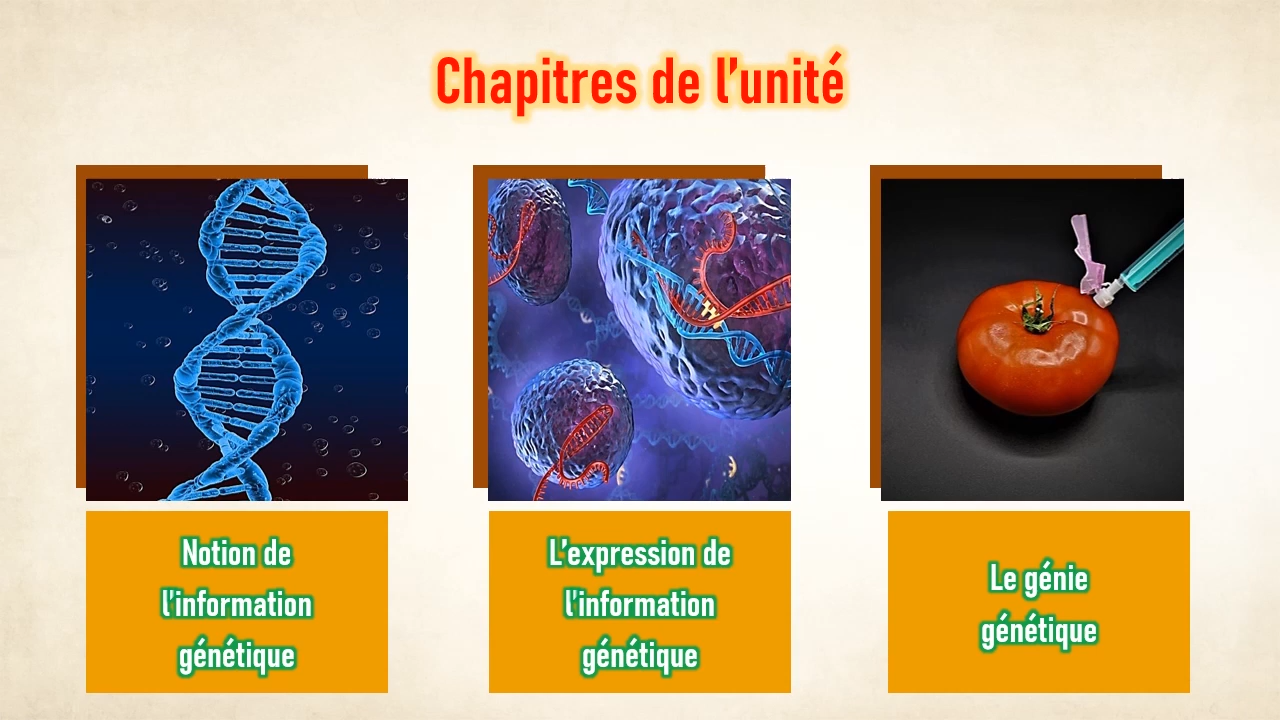 Chapitres de l’unité
Notion de
l’information
génétique
L’expression de
l’information
génétique
Le génie
génétique